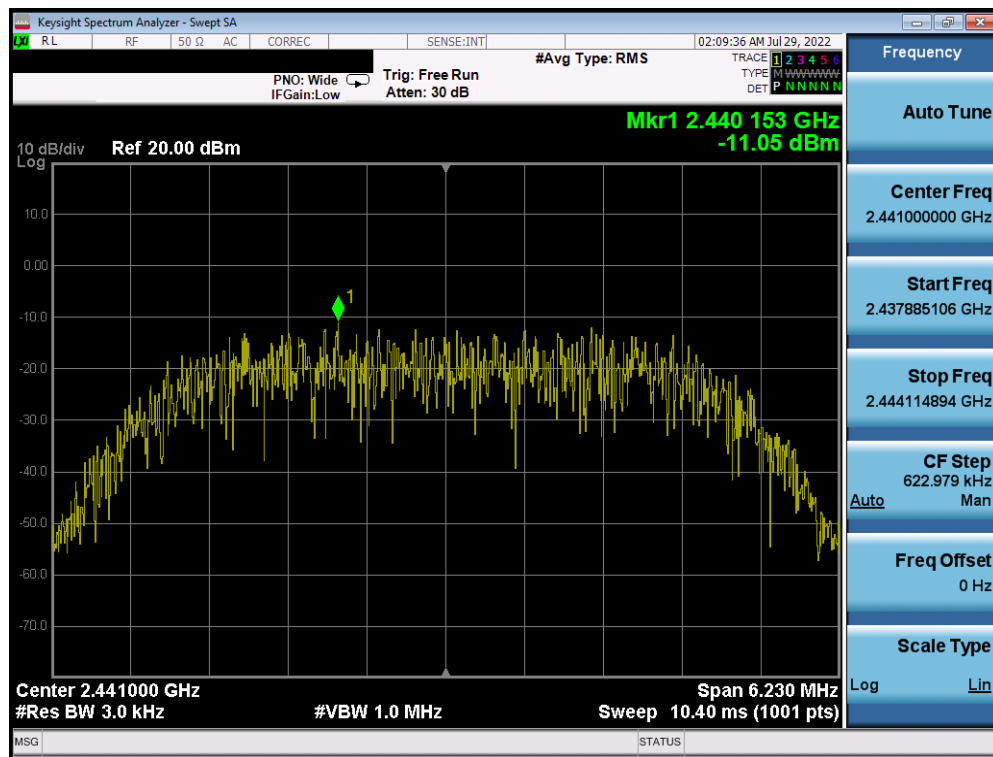 Keysight Spectrum Analyzer - Swept SA
LXI RL RF 50 Ω AC CORREC SENSE:INT 02:09:36 AM Jul 29, 2022
#Avg Type: RMS
TRACE 1 2 3 4 5 6
TYPE M W W W W W
DET P N N N N N
PNO: Wide Trig: Free Run
IFGain:Low Atten: 30 dB
Mkr1 2.440 153 GHz
-11.05 dBm
10 dB/div Ref 20.00 dBm
Log
1
10.0
0.00
-10.0
-20.0
-30.0
-40.0
-50.0
-60.0
-70.0
Center 2.441000 GHz Span 6.230 MHz
#Res BW 3.0 kHz #VBW 1.0 MHz Sweep 10.40 ms (1001 pts)
MSG STATUS
Frequency
Auto Tune
Center Freq
2.441000000 GHz
Start Freq
2.437885106 GHz
Stop Freq
2.444114894 GHz
CF Step
622.979 kHz
Auto Man
Freq Offset
0 Hz
Scale Type
Log Lin